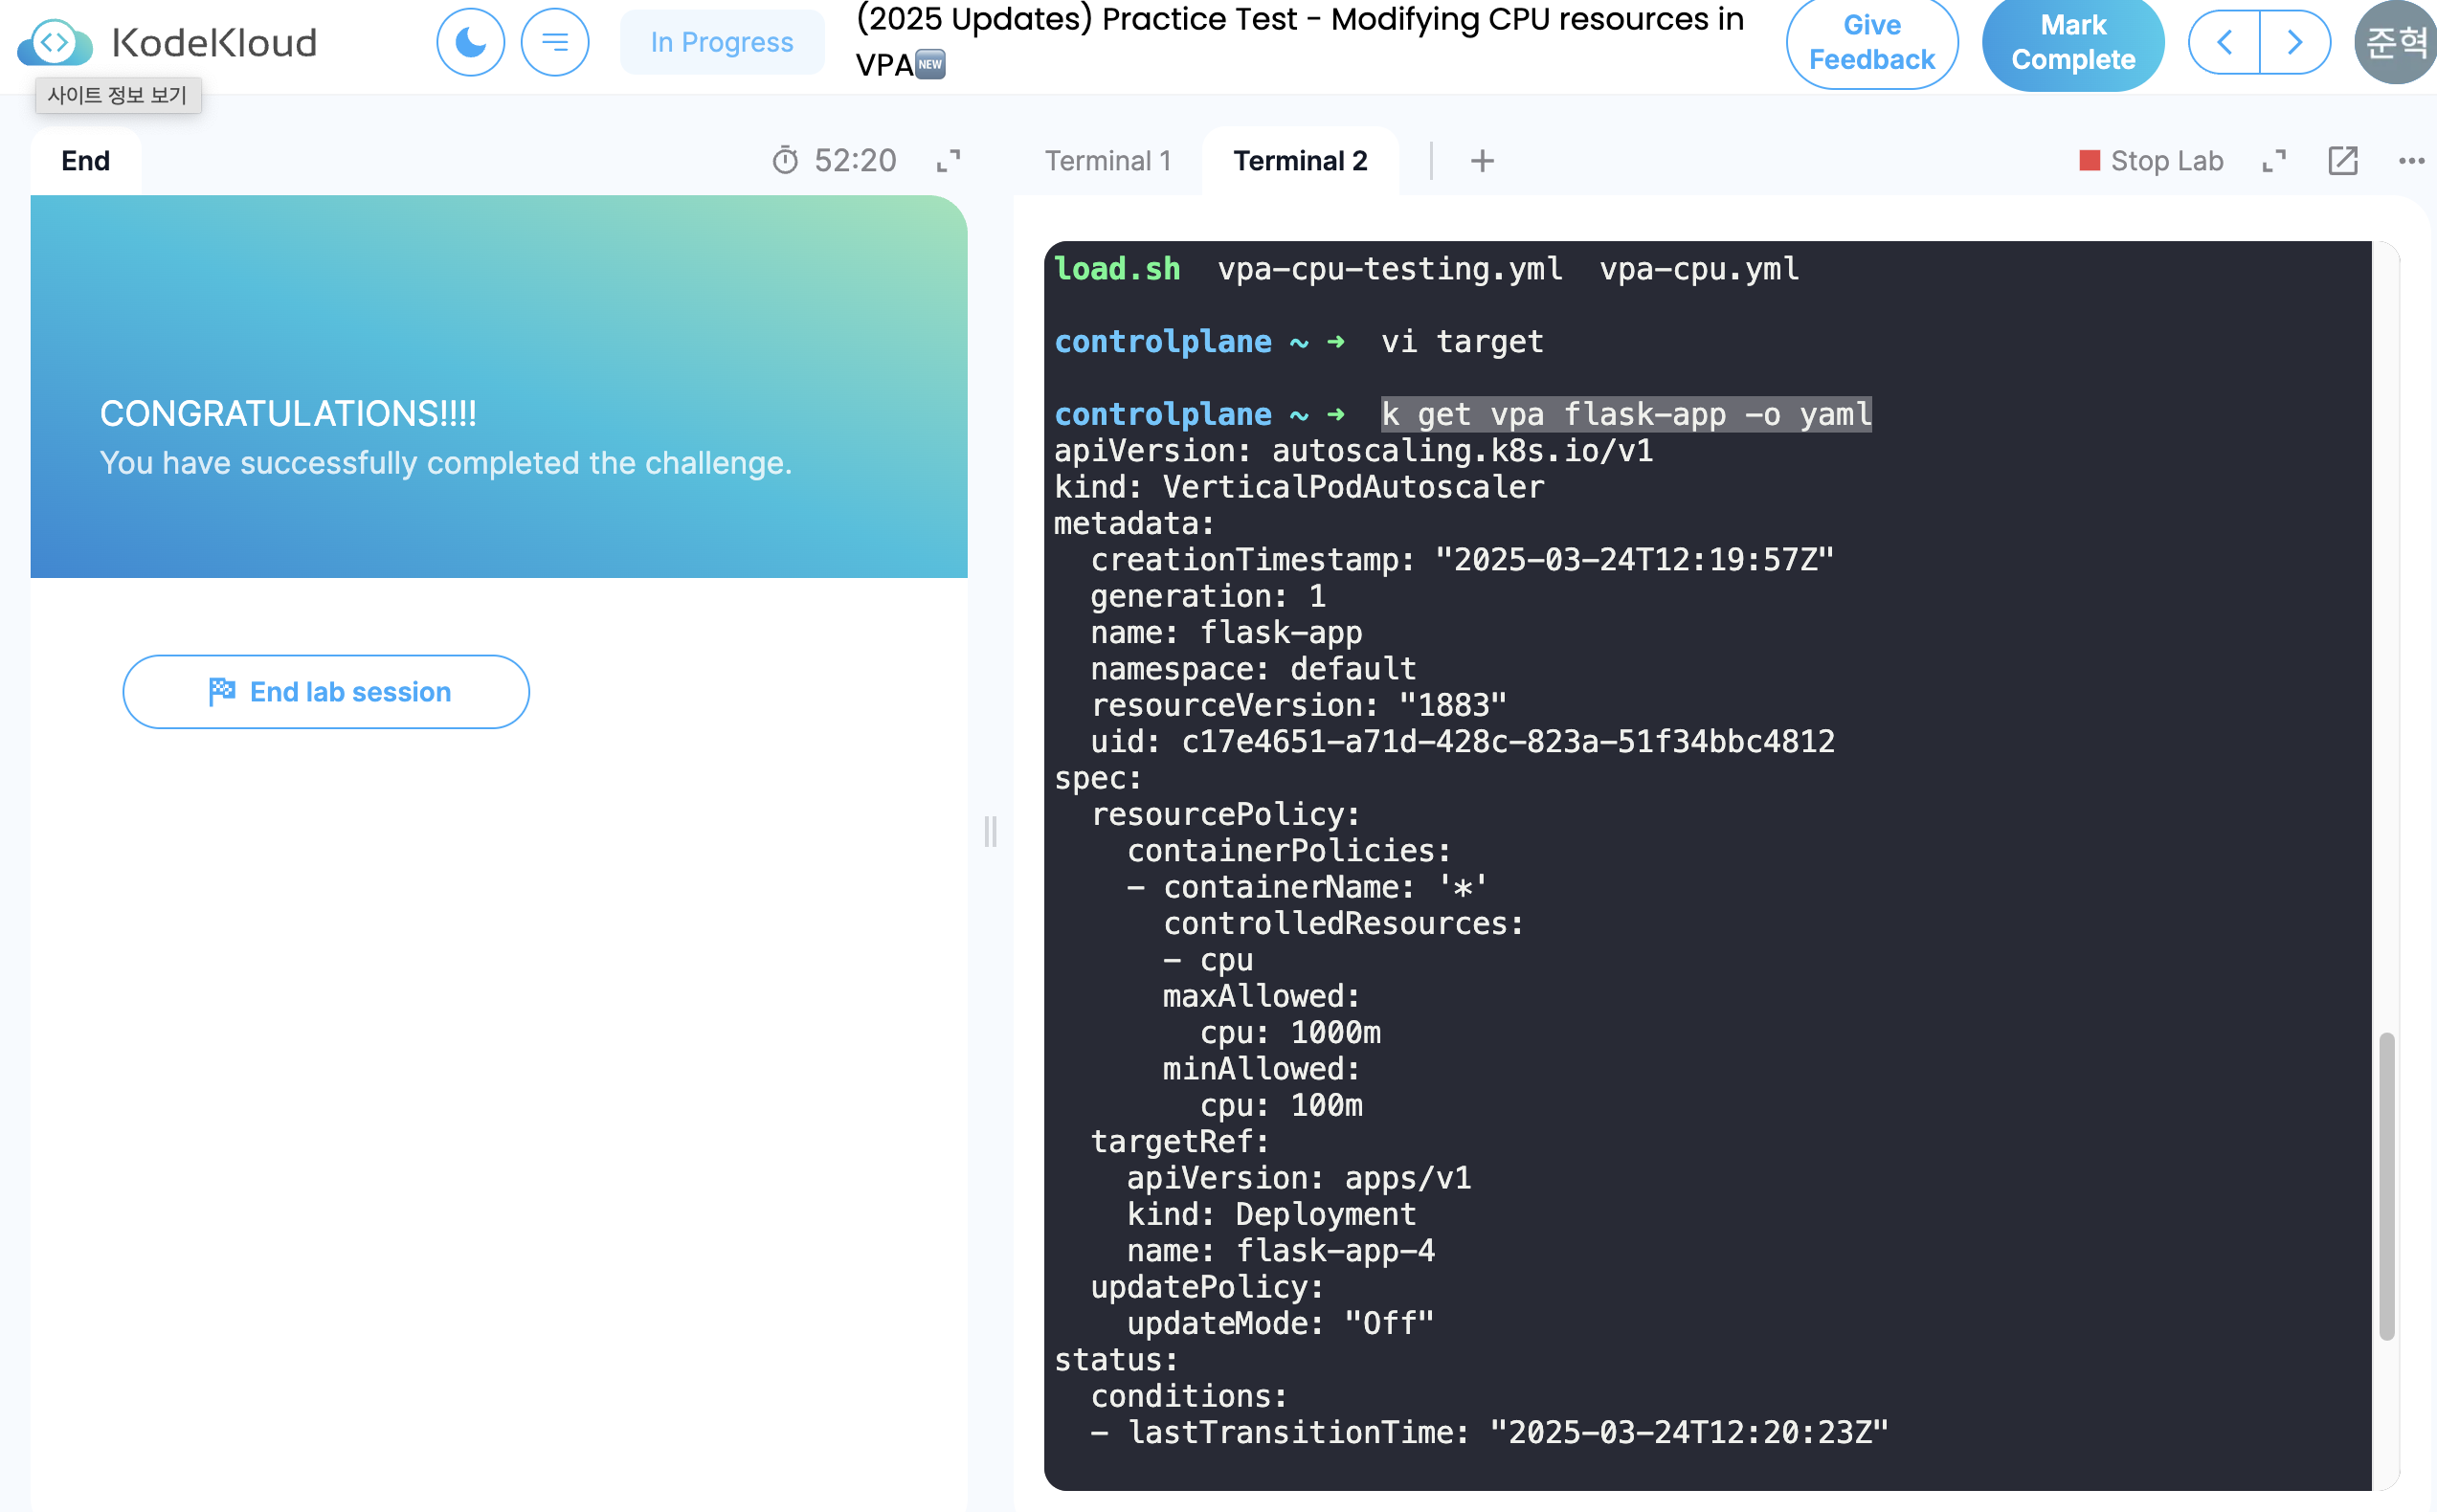 KodeKloud
In Progress
(2025 Updates) Practice Test - Modifying CPU resources in
VPA NEW
Give
Feedback
Mark
Complete
준혁
사이트 정보 보기
End
52:20
CONGRATULATIONS!!!!
You have successfully completed the challenge.
End lab session
Terminal 1
Terminal 2
+
Stop Lab
load.sh  vpa-cpu-testing.yml  vpa-cpu.yml
controlplane ~ ➜  vi target
controlplane ~ ➜  k get vpa flask-app -o yaml
apiVersion: autoscaling.k8s.io/v1
kind: VerticalPodAutoscaler
metadata:
  creationTimestamp: "2025-03-24T12:19:57Z"
  generation: 1
  name: flask-app
  namespace: default
  resourceVersion: "1883"
  uid: c17e4651-a71d-428c-823a-51f34bbc4812
spec:
  resourcePolicy:
    containerPolicies:
    - containerName: '*'
      controlledResources:
      - cpu
      maxAllowed:
        cpu: 1000m
      minAllowed:
        cpu: 100m
  targetRef:
    apiVersion: apps/v1
    kind: Deployment
    name: flask-app-4
  updatePolicy:
    updateMode: "Off"
status:
  conditions:
  - lastTransitionTime: "2025-03-24T12:20:23Z"